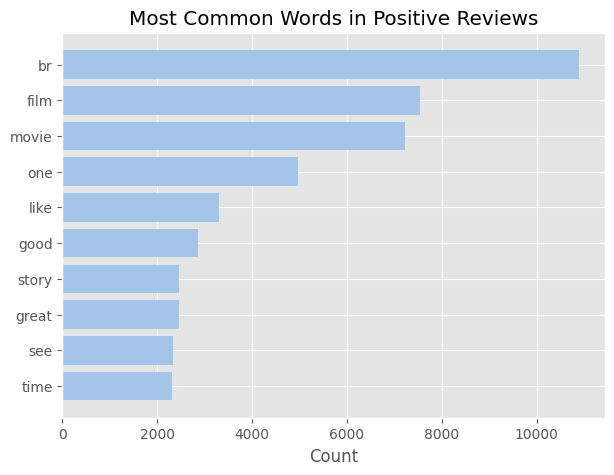 Most Common Words in Positive Reviews
br
film
movie
one
like
good
story
great
see
time
0 2000 4000 6000 8000 10000
Count